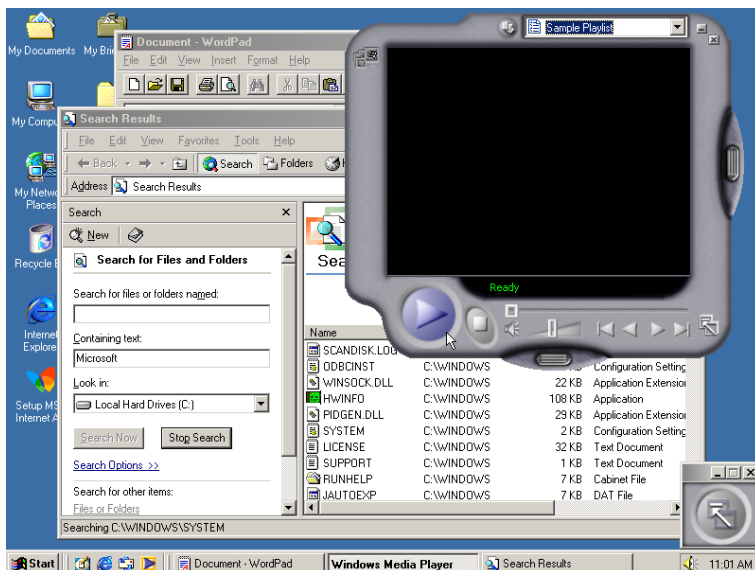 Sample Playlist
My Documents
Document - WordPad
File Edit View Insert Format Help
Search Results
File Edit View Favorites Tools Help
Back
Search
Folders
Address
Search Results
Search
New
Search for Files and Folders
Search for files or folders named:
Containing text:
Microsoft
Look in:
Local Hard Drives (C:)
Search Now
Stop Search
Search Options >>
Search for other items:
Files or Folders
Searching C:\WINDOWS\SYSTEM
Ready
Name
SCANDISK.LOG
ODBCINST C:\WINDOWS KB Configuration Setting
WINSOCK.DLL C:\WINDOWS 22 KB Application Extension
HWINFO C:\WINDOWS 108 KB Application
PIDGEN.DLL C:\WINDOWS 29 KB Application Extension
SYSTEM C:\WINDOWS 2 KB Configuration Setting
LICENSE C:\WINDOWS 32 KB Text Document
SUPPORT C:\WINDOWS 1 KB Text Document
RUNHELP C:\WINDOWS 7 KB Cabinet File
JAUTOEXP C:\WINDOWS 7 KB DAT File
My
My Netw
Places
Recycle
Internet
Explore
Setup MS
Internet
Start
Document - WordPad
Windows Media Player
Search Results
11:01 AM